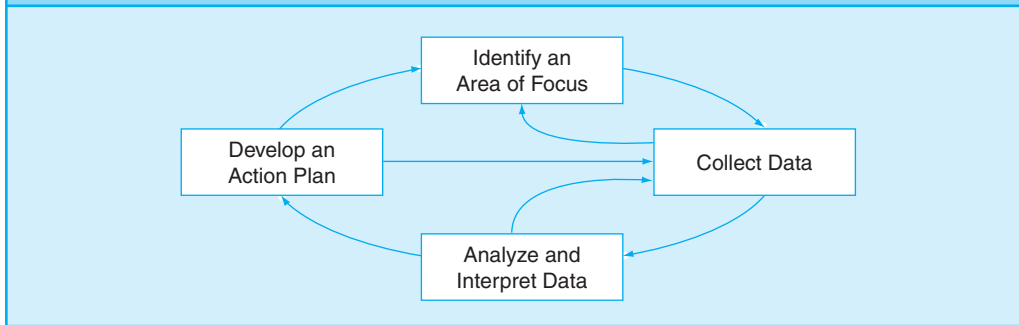 Identify an
Area of Focus
Develop an
Action Plan
Collect Data
Analyze and
Interpret Data